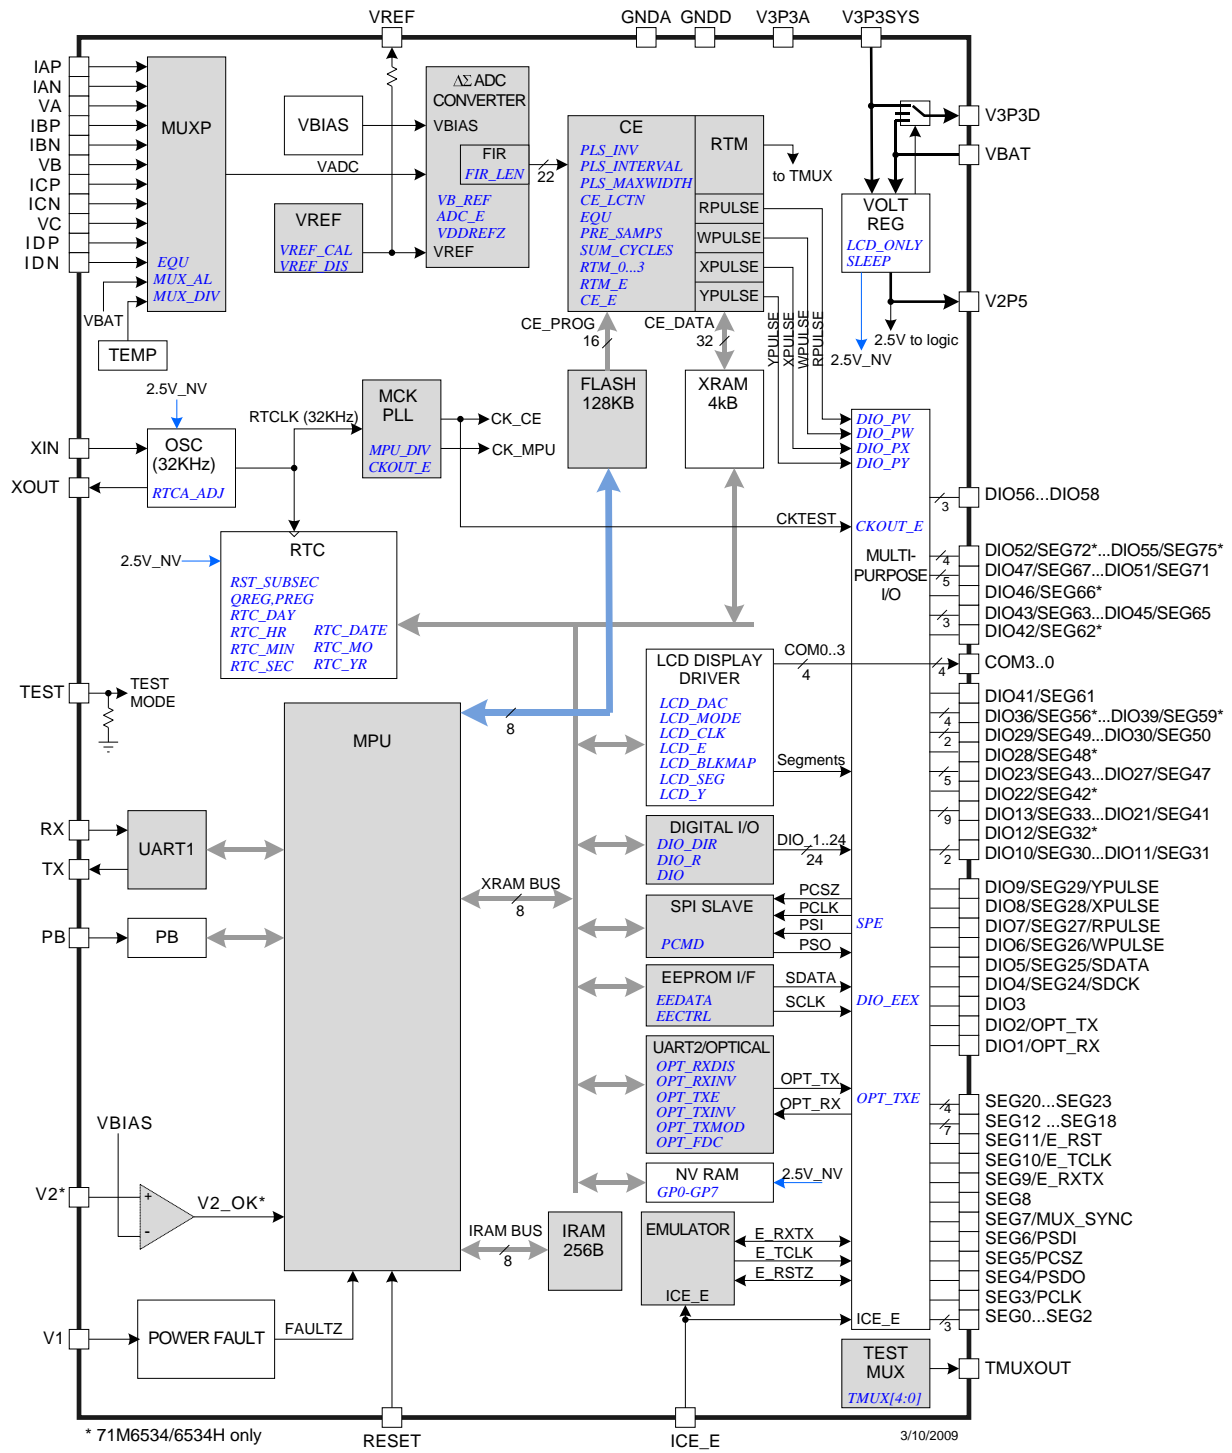 VREF
GNDA
GNDD
V3P3A
V3P3SYS
IAP
IAN
VA
IBP
IBN
VB
ICP
ICN
VC
IDP
IDN
MUXP
EQU
MUX_AL
MUX_DIV
VBAT
TEMP
VBIAS
VADC
VREF
VREF_CAL
VREF_DIS
ΔΣ ADC
CONVERTER
VBIAS
FIR
FIR_LEN
VB_REF
ADC_E
VDDREFZ
VREF
22
CE
PLS_INV
PLS_INTERVAL
PLS_MAXWIDTH
CE_LCTN
EQU
PRE_SAMPS
SUM_CYCLES
RTM_0...3
RTM_E
CE_E
RTM
to TMUX
RPULSE
WPULSE
XPULSE
YPULSE
V3P3D
VBAT
VOLT
REG
LCD_ONLY
SLEEP
V2P5
2.5V to logic
2.5V_NV
CE_PROG
16
CE_DATA
32
YPULSE
XPULSE
WPULSE
RPULSE
FLASH
128KB
XRAM
4kB
2.5V_NV
RTCLK (32KHz)
MCK
PLL
MPU_DIV
CKOUT_E
CK_CE
CK_MPU
XIN
XOUT
OSC
(32KHz)
RTCA_ADJ
DIO_PV
DIO_PW
DIO_PX
DIO_PY
CKTEST
CKOUT_E
MULTI-
PURPOSE
I/O
2.5V_NV
RTC
RST_SUBSEC
QREG,PREG
RTC_DAY
RTC_HR
RTC_MIN
RTC_SEC
RTC_DATE
RTC_MO
RTC_YR
DIO56...DIO58
3
DIO52/SEG72*...DIO55/SEG75*
4
DIO47/SEG67...DIO51/SEG71
5
DIO46/SEG66*
DIO43/SEG63...DIO45/SEG65
3
DIO42/SEG62*
COM0..3
4
COM3..0
4
TEST
TEST
MODE
MPU
8
LCD DISPLAY
DRIVER
LCD_DAC
LCD_MODE
LCD_CLK
LCD_E
LCD_BLKMAP
LCD_SEG
LCD_Y
Segments
DIO41/SEG61
DIO36/SEG56*...DIO39/SEG59*
4
DIO29/SEG49...DIO30/SEG50
2
DIO28/SEG48*
DIO23/SEG43...DIO27/SEG47
5
DIO22/SEG42*
DIO13/SEG33...DIO21/SEG41
9
DIO12/SEG32*
DIO10/SEG30...DIO11/SEG31
2
RX
TX
UART1
DIGITAL I/O
DIO_DIR
DIO_R
DIO
DIO_1..24
24
XRAM BUS
8
PB
PB
SPI SLAVE
PCMD
PCSZ
PCLK
PSI
PSO
SPE
DIO9/SEG29/YPULSE
DIO8/SEG28/XPULSE
DIO7/SEG27/RPULSE
DIO6/SEG26/WPULSE
DIO5/SEG25/SDATA
DIO4/SEG24/SDCK
DIO3
DIO2/OPT_TX
DIO1/OPT_RX
EEPROM I/F
EEDATA
EECTRL
SDATA
SCLK
DIO_EEX
UART2/OPTICAL
OPT_RXDIS
OPT_RXINV
OPT_TXE
OPT_TXINV
OPT_TXMOD
OPT_FDC
OPT_TX
OPT_RX
OPT_TXE
SEG20...SEG23
4
SEG12 ...SEG18
7
SEG11/E_RST
SEG10/E_TCLK
SEG9/E_RXTX
SEG8
SEG7/MUX_SYNC
SEG6/PSDI
SEG5/PCSZ
SEG4/PSDO
SEG3/PCLK
SEG0...SEG2
3
VBIAS
V2*
+
-
V2_OK*
NV RAM
GP0-GP7
2.5V_NV
IRAM BUS
8
IRAM
256B
EMULATOR
ICE_E
E_RXTX
E_TCLK
E_RSTZ
ICE_E
V1
POWER FAULT
FAULTZ
TEST
MUX
TMUX[4:0]
TMUXOUT
* 71M6534/6534H only
RESET
ICE_E
3/10/2009